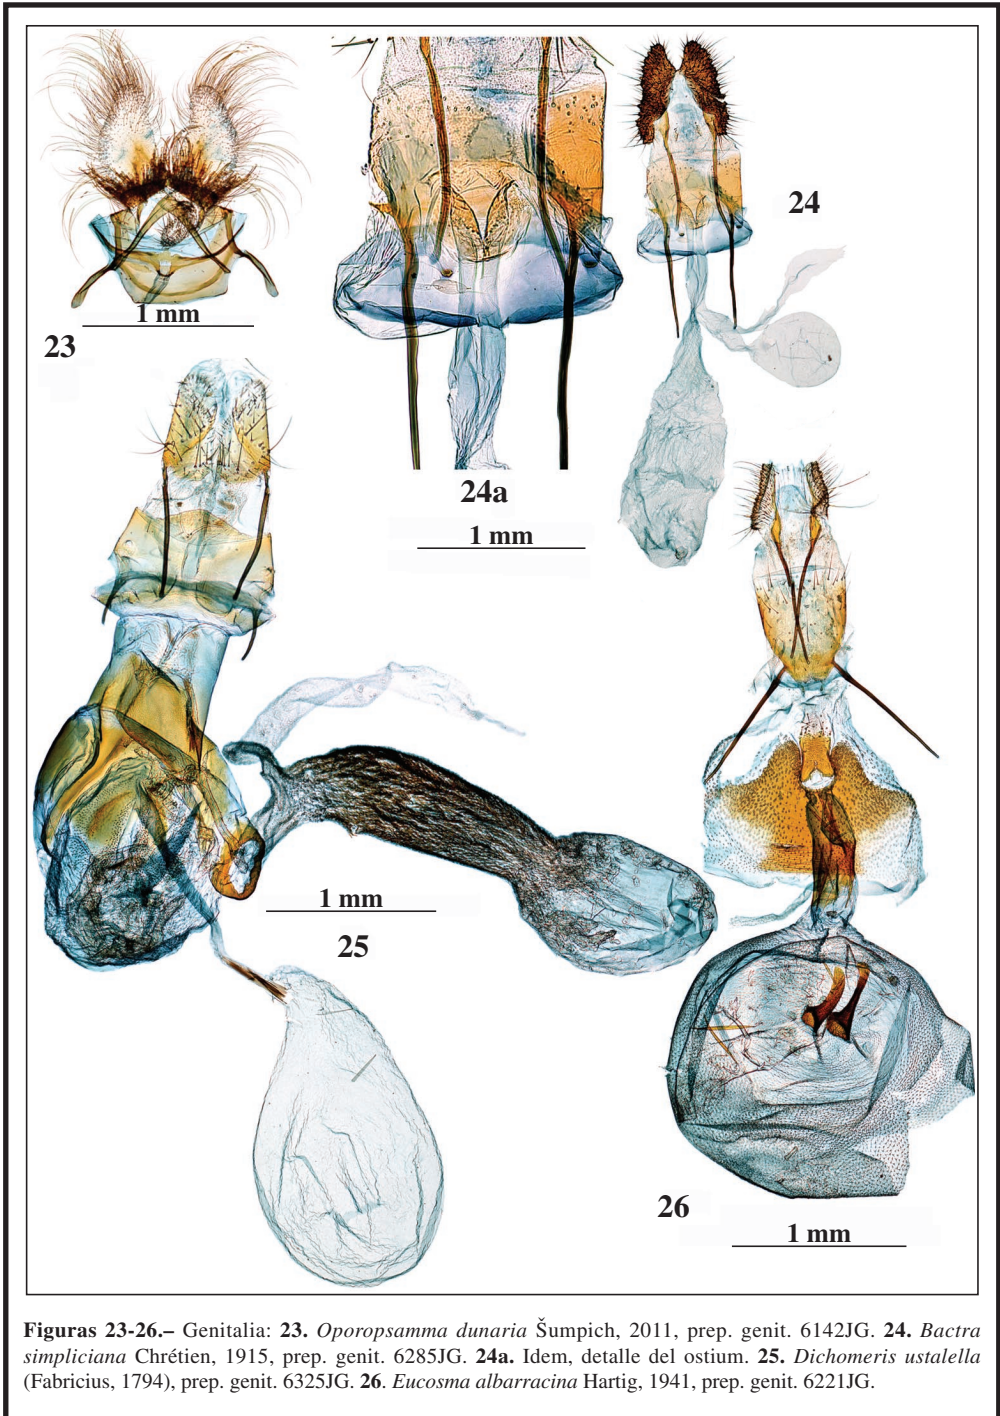 1 mm
23
24
24a
1 mm
1 mm
25
26
1 mm
Figuras 23-26.– Genitalia: 23. Oporopsamma dunaria Šumpich, 2011, prep. genit. 6142JG. 24. Bactra
simpliciana Chrétien, 1915, prep. genit. 6285JG. 24a. Idem, detalle del ostium. 25. Dichomeris ustalella
(Fabricius, 1794), prep. genit. 6325JG. 26. Eucosma albarracina Hartig, 1941, prep. genit. 6221JG.